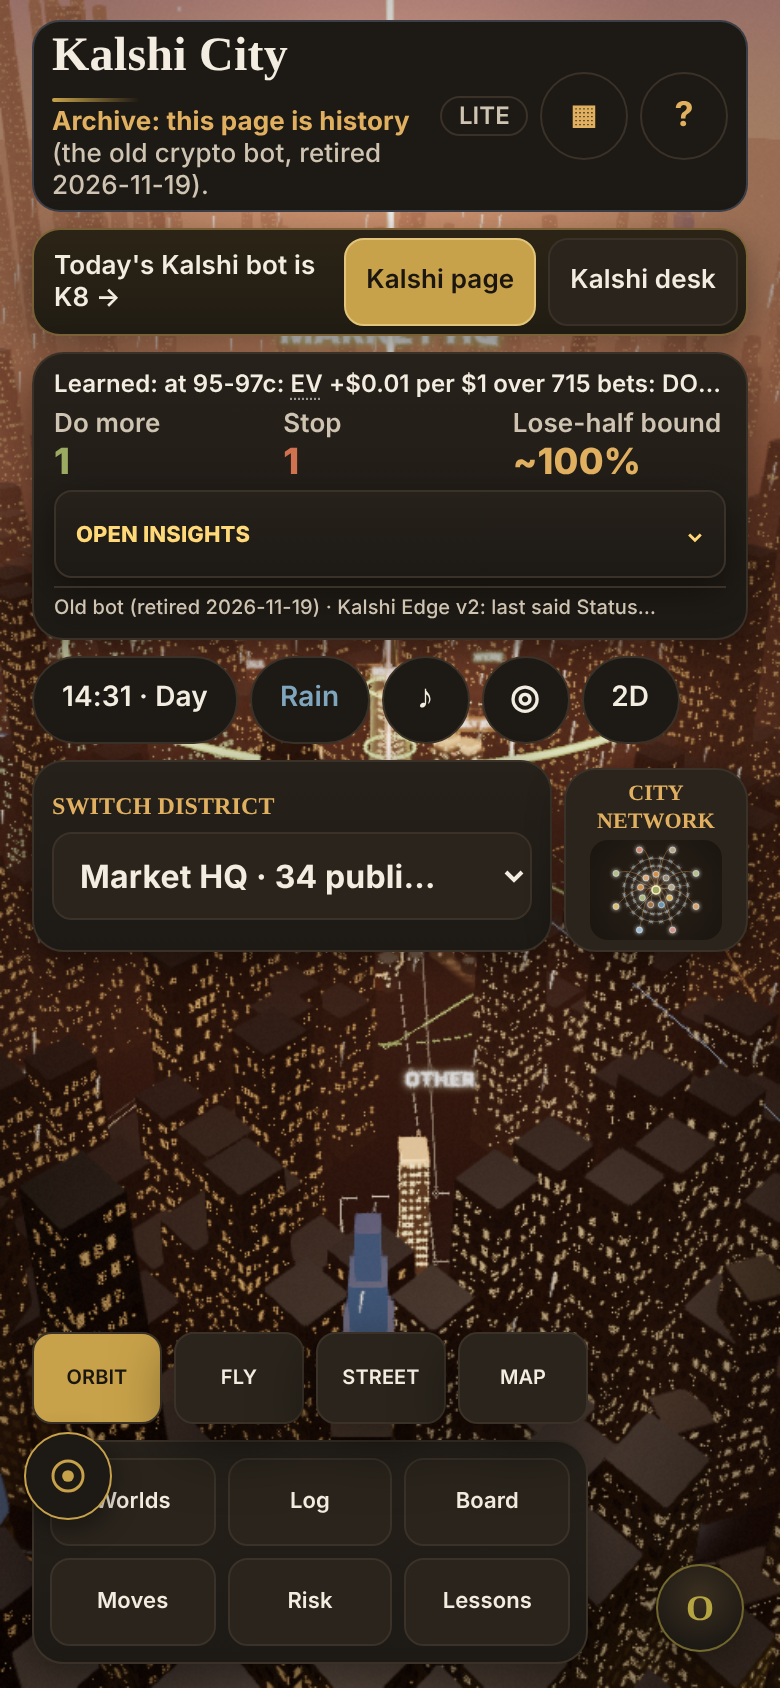 Kalshi City
Archive: this page is history
(the old crypto bot, retired
2026-11-19).
LITE
?
Today's Kalshi bot is
K8 →
Kalshi page
Kalshi desk
MARKET HQ
Learned: at 95-97c: EV +$0.01 per $1 over 715 bets: DO...
Do more
Stop
Lose-half bound
1
1
~100%
OPEN INSIGHTS
Old bot (retired 2026-11-19) · Kalshi Edge v2: last said Status...
14:31 · Day
Rain
♪
◎
2D
SWITCH DISTRICT
Market HQ · 34 publi...
CITY
NETWORK
OTHER
ORBIT
FLY
STREET
MAP
Worlds
Log
Board
Moves
Risk
Lessons
O